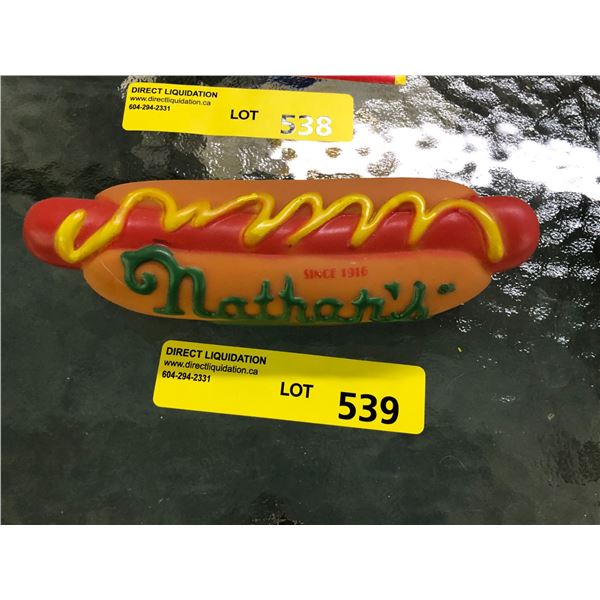 DIRECT LIQUIDATION
www.directliquidation.ca
604-294-2331
LOT 538
SINCE 1916
Nathan's
DIRECT LIQUIDATION
www.directliquidation.ca
604-294-2331
LOT 539